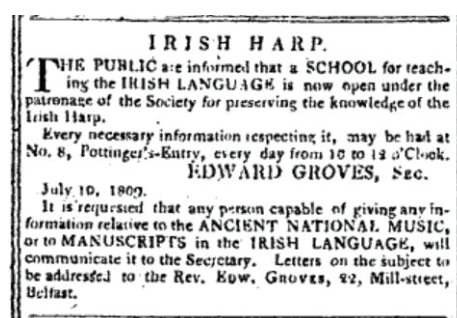 IRISH HARP.
THE PUBLIC are informed that a SCHOOL for teach-
ing the IRISH LANGUAGE is now open under the
patronage of the Society for preserving the knowledge of the
Irish Harp.
Every necessary information respecting it, may be had at
No. 8, Pottinger's-Entry, every day from 10 to 12 o'Clock.
EDWARD GROVES, Sec.
July 10, 1809.
It is requested that any person capable of giving any in-
formation relative to the ANCIENT NATIONAL MUSIC,
or to MANUSCRIPTS in the IRISH LANGUAGE, will
communicate it to the Secretary. Letters on the subject to
be addressed to the Rev. EDW. GROVES, 22, Mill-street,
Belfast.